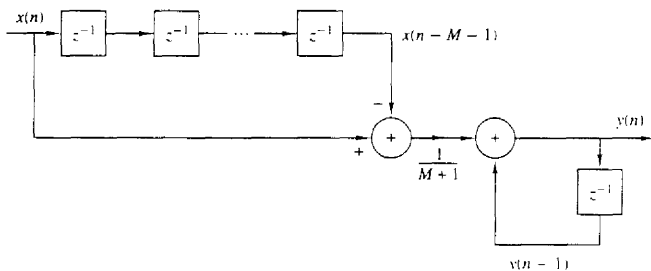 x(n)
z⁻¹
z⁻¹
...
z⁻¹
x(n − M − 1)
−
+
+
1
M + 1
+
y(n)
z⁻¹
y(n − 1)